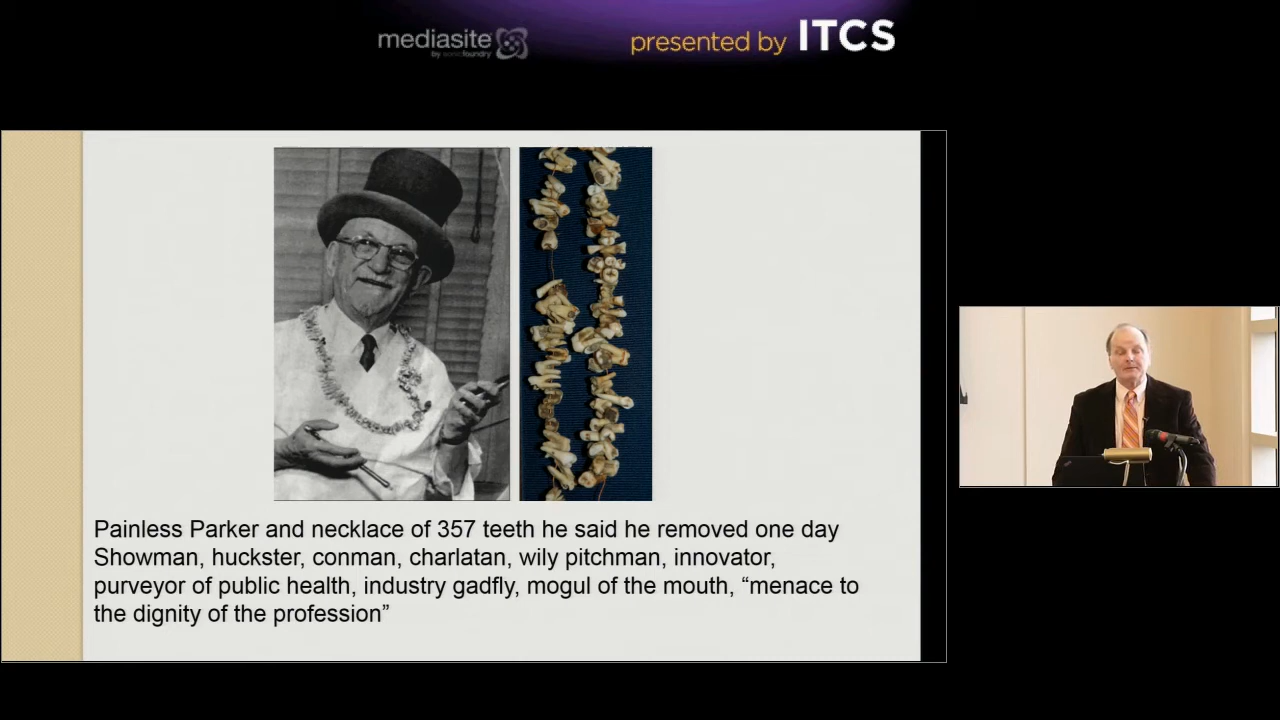 mediasite
by sonicfoundry
presented by ITCS
Painless Parker and necklace of 357 teeth he said he removed one day
Showman, huckster, conman, charlatan, wily pitchman, innovator,
purveyor of public health, industry gadfly, mogul of the mouth, “menace to
the dignity of the profession”